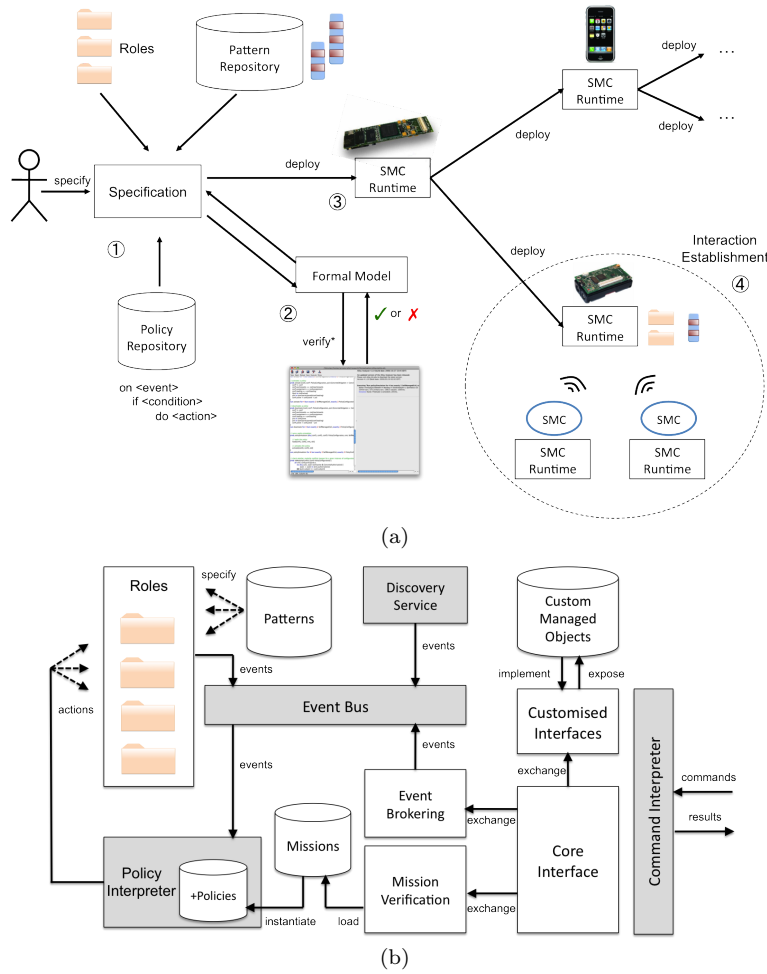 Roles
Pattern
Repository
specify
Specification
deploy
SMC
Runtime
③
deploy
SMC
Runtime
deploy
...
deploy
...
deploy
Interaction
Establishment
④
SMC
Runtime
①
Policy
Repository
on <event>
if <condition>
do <action>
②
Formal Model
verify*
✓ or ✗
SMC
SMC
Runtime
SMC
SMC
Runtime
(a)
Roles
specify
Patterns
Discovery
Service
Custom
Managed
Objects
events
events
actions
implement
expose
Event Bus
Customised
Interfaces
events
events
exchange
Event
Brokering
exchange
Core
Interface
Command Interpreter
commands
results
Missions
Policy
Interpreter
+Policies
instantiate
load
Mission
Verification
exchange
(b)